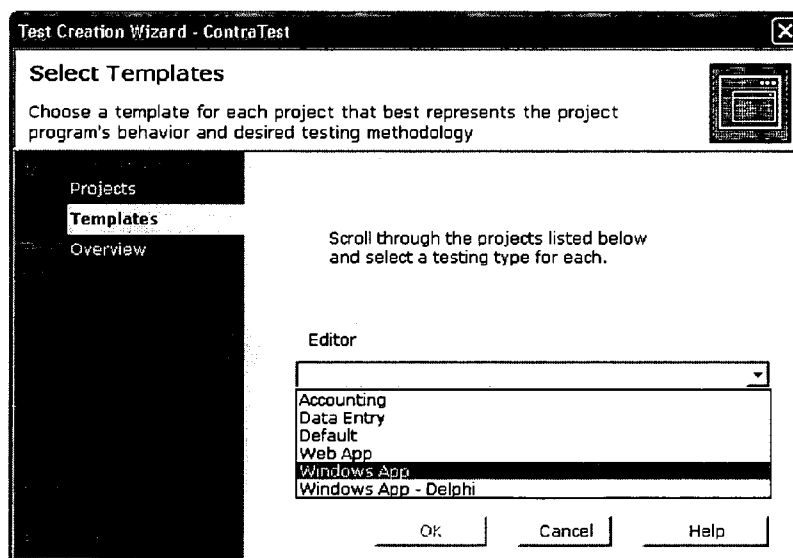 Test Creation Wizard - ContraTest
Select Templates
Choose a template for each project that best represents the project
program's behavior and desired testing methodology
Projects
Templates
Overview
Scroll through the projects listed below
and select a testing type for each.
Editor
Accounting
Data Entry
Default
Web App
Windows App
Windows App - Delphi
OK Cancel Help